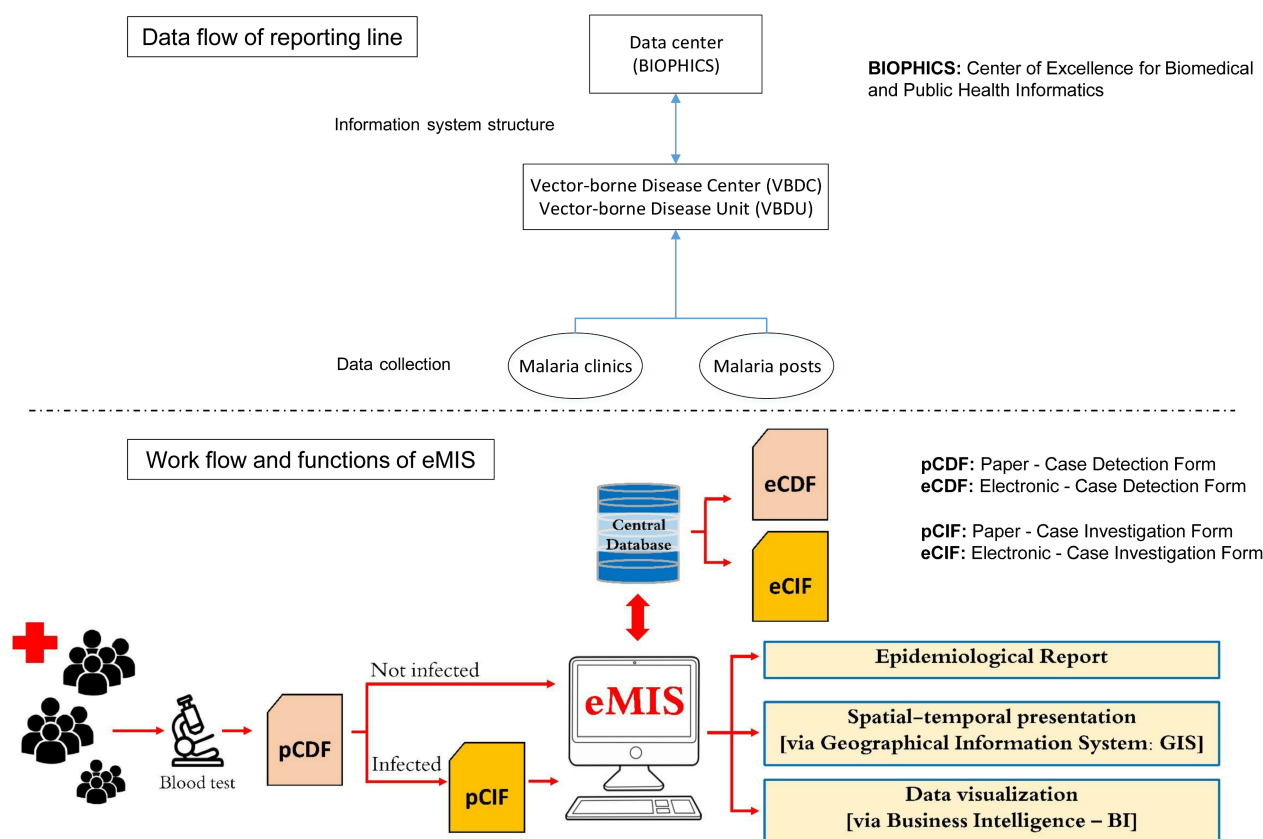 Data flow of reporting line
Data center
(BIOPHICS)
BIOPHICS: Center of Excellence for Biomedical
and Public Health Informatics
Information system structure
Vector-borne Disease Center (VBDC)
Vector-borne Disease Unit (VBDU)
Data collection
Malaria clinics
Malaria posts
Work flow and functions of eMIS
eCDF
pCDF: Paper - Case Detection Form
eCDF: Electronic - Case Detection Form
Central
Database
pCIF: Paper - Case Investigation Form
eCIF: Electronic - Case Investigation Form
eCIF
Not infected
eMIS
Epidemiological Report
Spatial-temporal presentation
[via Geographical Information System: GIS]
pCDF
Blood test
Infected
pCIF
Data visualization
[via Business Intelligence – BI]